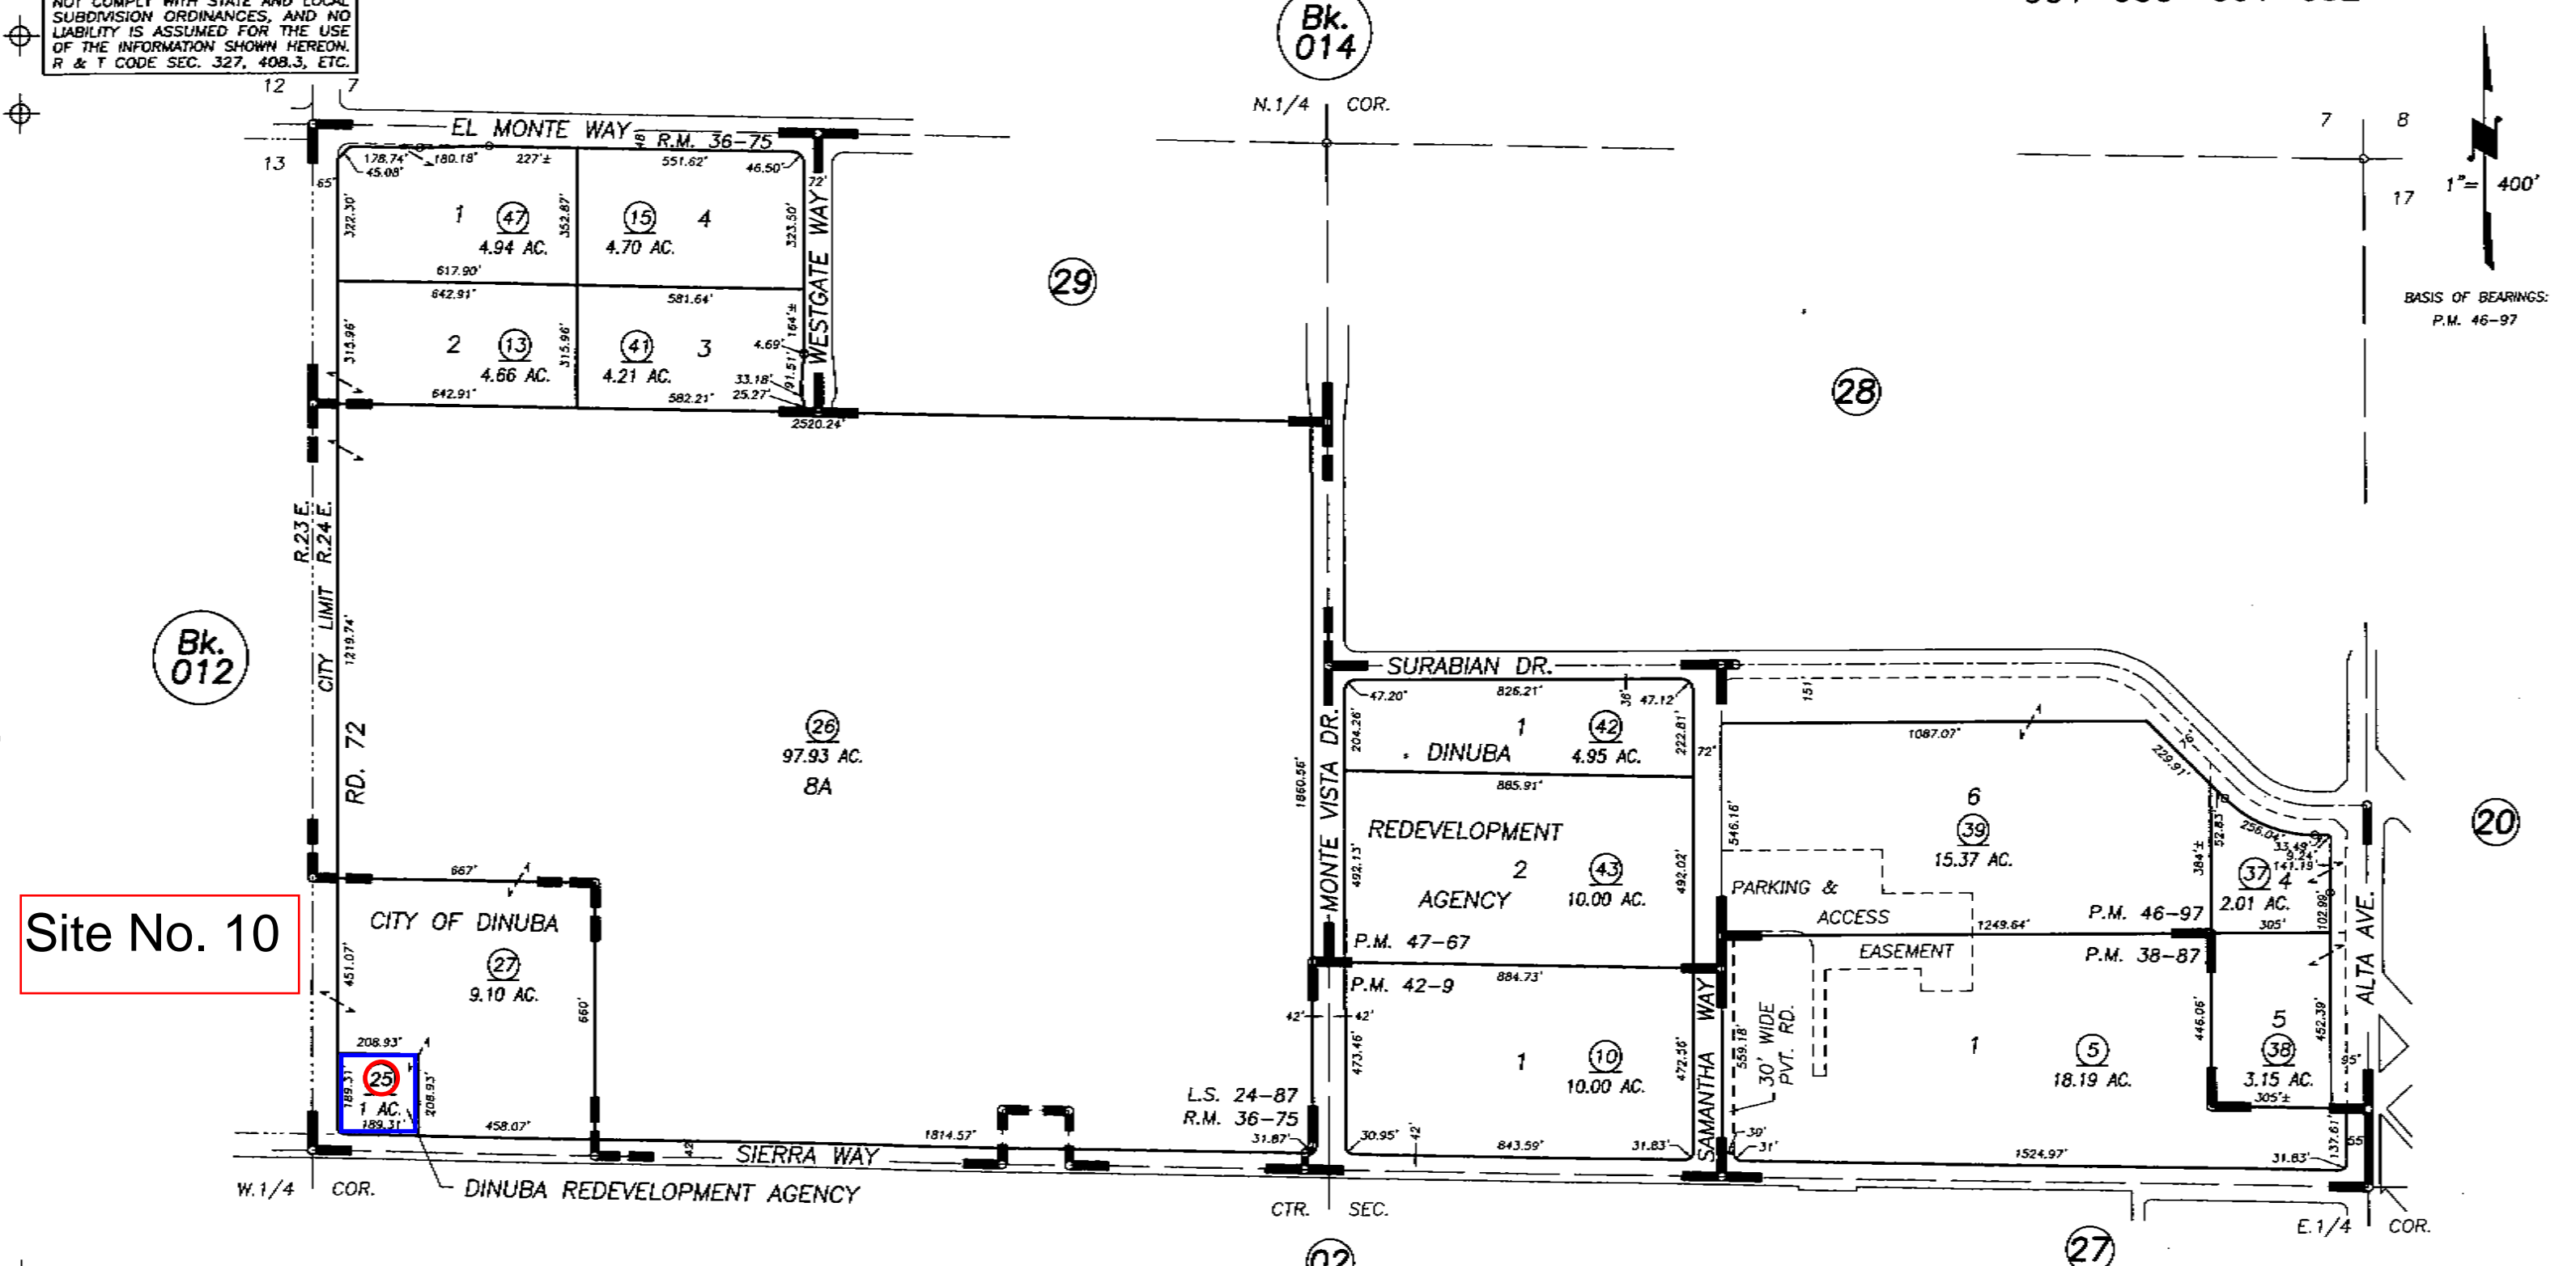 SUBDIVISION ORDINANCES, AND NO
LIABILITY IS ASSUMED FOR THE USE
OF THE INFORMATION SHOWN HEREON.
R & T CODE SEC. 327, 408.3, ETC.
Bk.
014
12 7
N.1/4 COR.
EL MONTE WAY
48'
R.M. 36-75
7 8
13
178.74' 180.18' 227'± 551.62' 46.50'
45.08'
65'
72'
1"= 400'
17
322.30'
1 47
4.94 AC.
352.87'
15 4
4.70 AC.
323.50'
WESTGATE WAY
29
617.90'
642.91'
581.64'
BASIS OF BEARINGS:
P.M. 46-97
315.96'
2 13
4.66 AC.
315.96'
41 3
4.21 AC.
164'±
4.69'
91.51'
33.18'
25.27'
642.91'
582.21'
2520.24'
28
R.23 E.
R.24 E.
CITY LIMIT
1219.74'
Bk.
012
RD. 72
26
97.93 AC.
8A
1860.56'
MONTE VISTA DR.
SURABIAN DR.
47.20' 826.21' 36' 47.12'
151
204.26'
1 42
DINUBA 4.95 AC.
222.81'
72'
1087.07'
76'
229.91'
885.91'
REDEVELOPMENT
492.13'
2 43
AGENCY 10.00 AC.
492.02'
546.16'
6
39
15.37 AC.
384'±
52.83'
256.04'
33.49'
9.24'
141.19'
37 4
2.01 AC.
102.99'
20
PARKING &
ACCESS
EASEMENT
P.M. 46-97
1249.64'
305'
P.M. 38-87
667'
Site No. 10
CITY OF DINUBA
27
9.10 AC.
451.07'
660'
P.M. 47-67
P.M. 42-9
884.73'
42' 42'
473.46'
1 10
10.00 AC.
472.56'
SAMANTHA WAY
559.18'
30' WIDE
PVT. RD.
1 5
18.19 AC.
446.06'
5
38
3.15 AC.
305'±
452.39'
95'
ALTA AVE.
208.93'
189.31'
25
1 AC.
189.31'
208.93'
458.07'
42'
SIERRA WAY
1814.57'
L.S. 24-87
R.M. 36-75
31.87'
30.95' 42' 843.59' 31.83'
30'
31'
1524.97'
31.83'
137.61'
55'
W.1/4 COR.
DINUBA REDEVELOPMENT AGENCY
CTR. SEC.
E.1/4 COR.
02
27